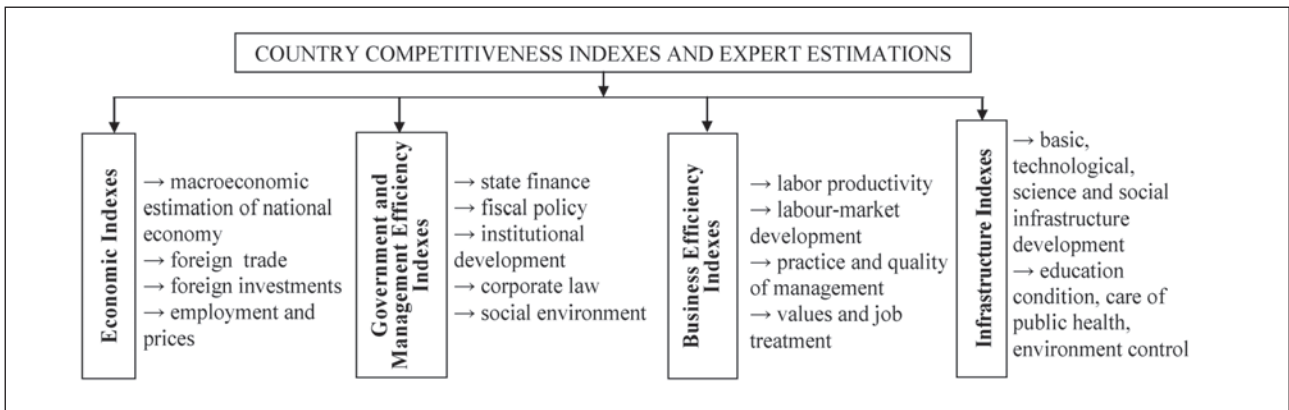 COUNTRY COMPETITIVENESS INDEXES AND EXPERT ESTIMATIONS
Economic Indexes
→ macroeconomic
estimation of national
economy
→ foreign trade
→ foreign investments
→ employment and
prices
Government and
Management Efficiency
Indexes
→ state finance
→ fiscal policy
→ institutional
development
→ corporate law
→ social environment
Business Efficiency
Indexes
→ labor productivity
→ labour-market
development
→ practice and quality
of management
→ values and job
treatment
Infrastructure Indexes
→ basic,
technological,
science and social
infrastructure
development
→ education
condition, care of
public health,
environment control